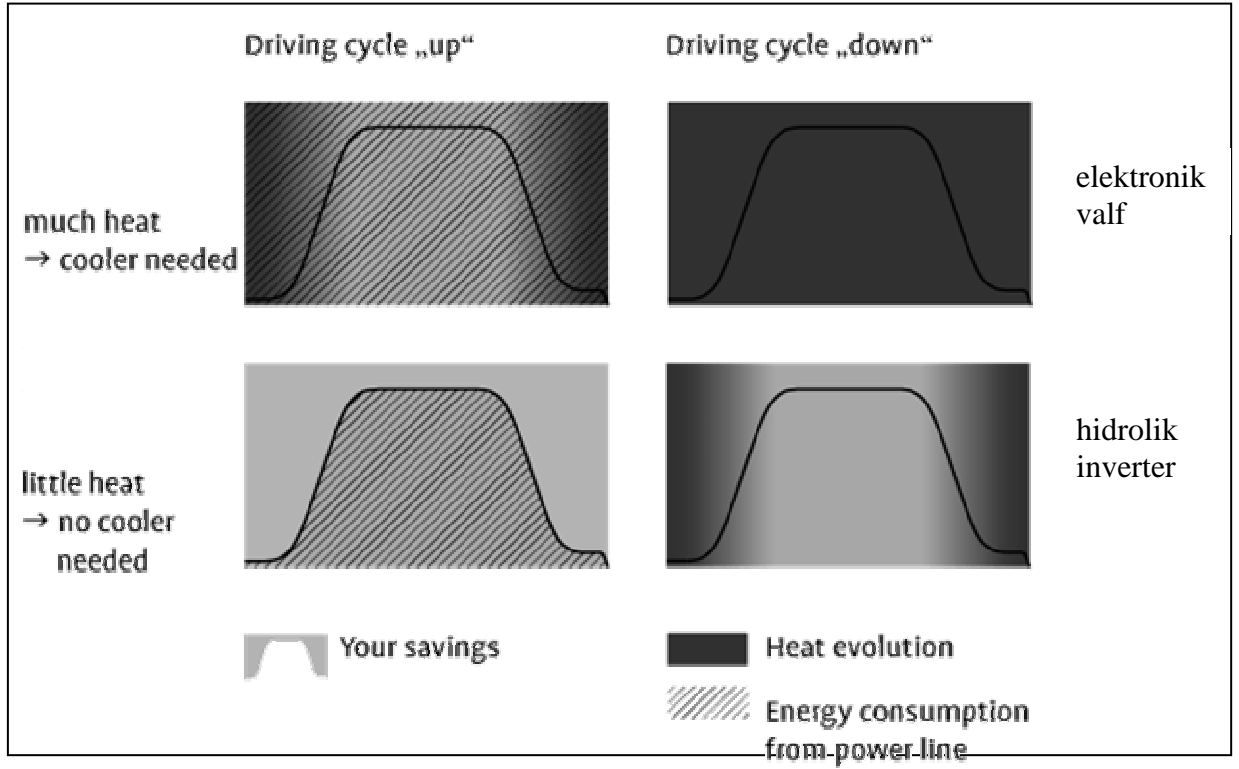 Driving cycle „up“
Driving cycle „down“
much heat
→ cooler needed
elektronik
valf
little heat
→ no cooler
needed
hidrolik
inverter
Your savings
Heat evolution
Energy consumption
from power line